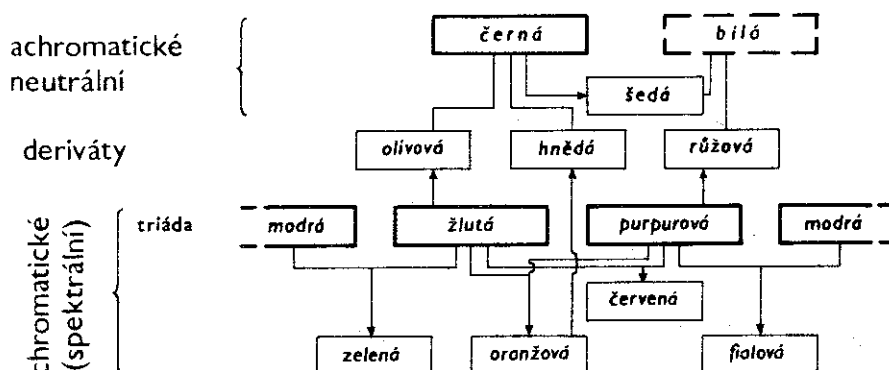 achromatické
neutrální
černá
bílá
šedá
deriváty
olivová
hnědá
růžová
chromatické
(spektrální)
triáda
modrá
žlutá
purpurová
modrá
červená
zelená
oranžová
fialová